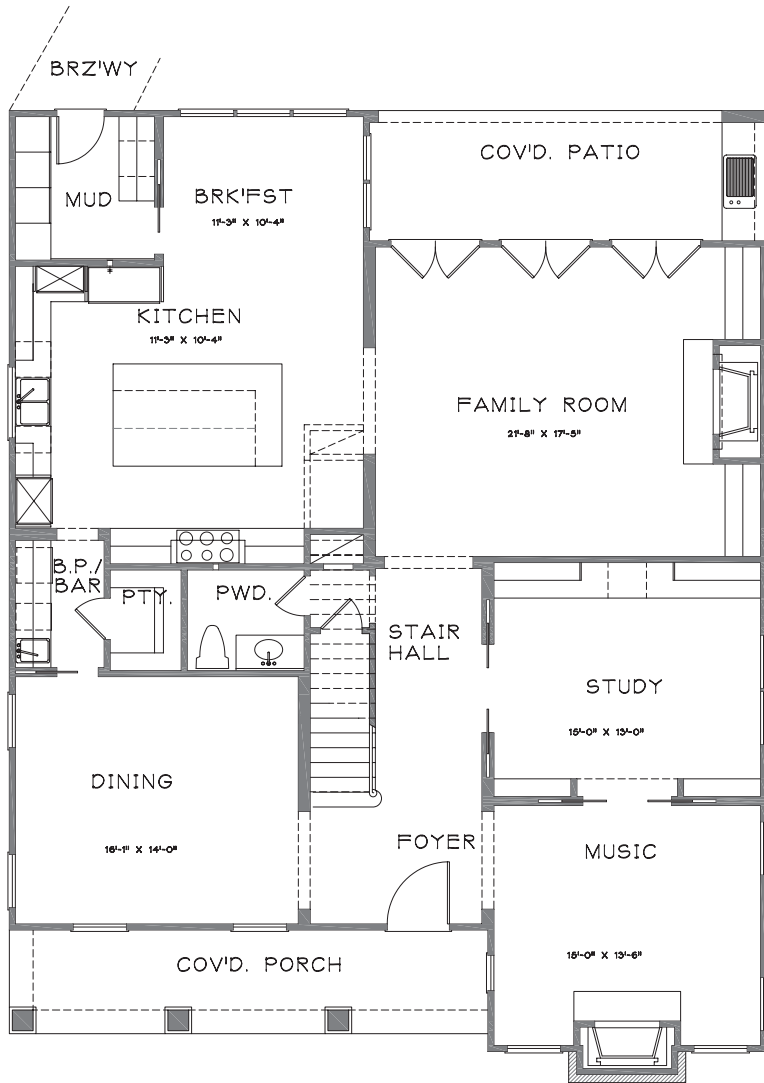 BRZ'WY
COV'D. PATIO
MUD
BRK'FST
11'-3" X 10'-4"
KITCHEN
11'-3" X 10'-4"
FAMILY ROOM
21'-8" X 17'-5"
B.P./
BAR
PTY.
PWD.
STAIR
HALL
STUDY
15'-0" X 13'-0"
DINING
16'-1" X 14'-0"
FOYER
MUSIC
15'-0" X 13'-6"
COV'D. PORCH